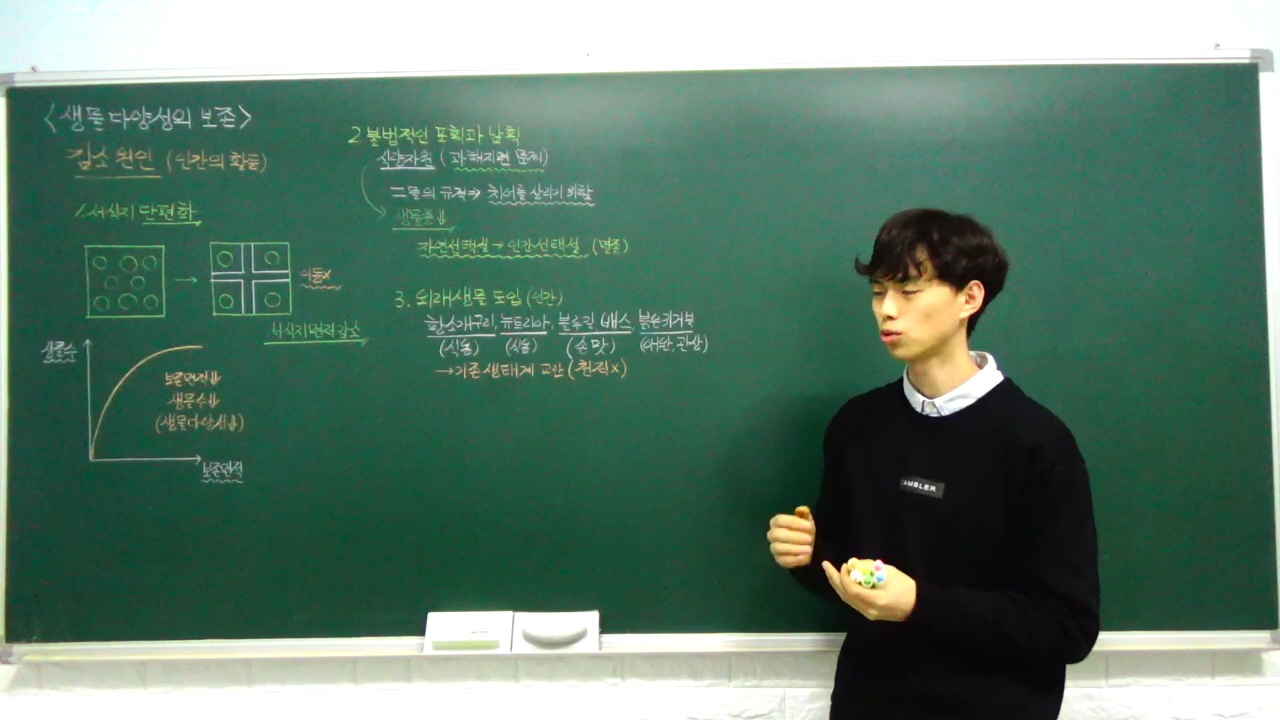 <생물다양성의 보존>
감소원인 (인간의 활동)
1. 서식지 단편화
이동x
서식지면적감소
생물수
보존면적↓
생물수↓
(생물다양성↓)
보존면적
2. 불법적인 포획과 남획
식량자원 (과해지면 문제)
그물의 규격⇒ 치어를 살리기 위함
생물종↓
자연선택설→인간선택설 (멸종)
3. 외래생물 도입 (인간)
황소개구리, 뉴트리아, 블루길 배스, 붉은귀거북
(식용) (식용) (손맛) (애완, 관상)
→기존생태계 교란 (천적x)
AMBLER